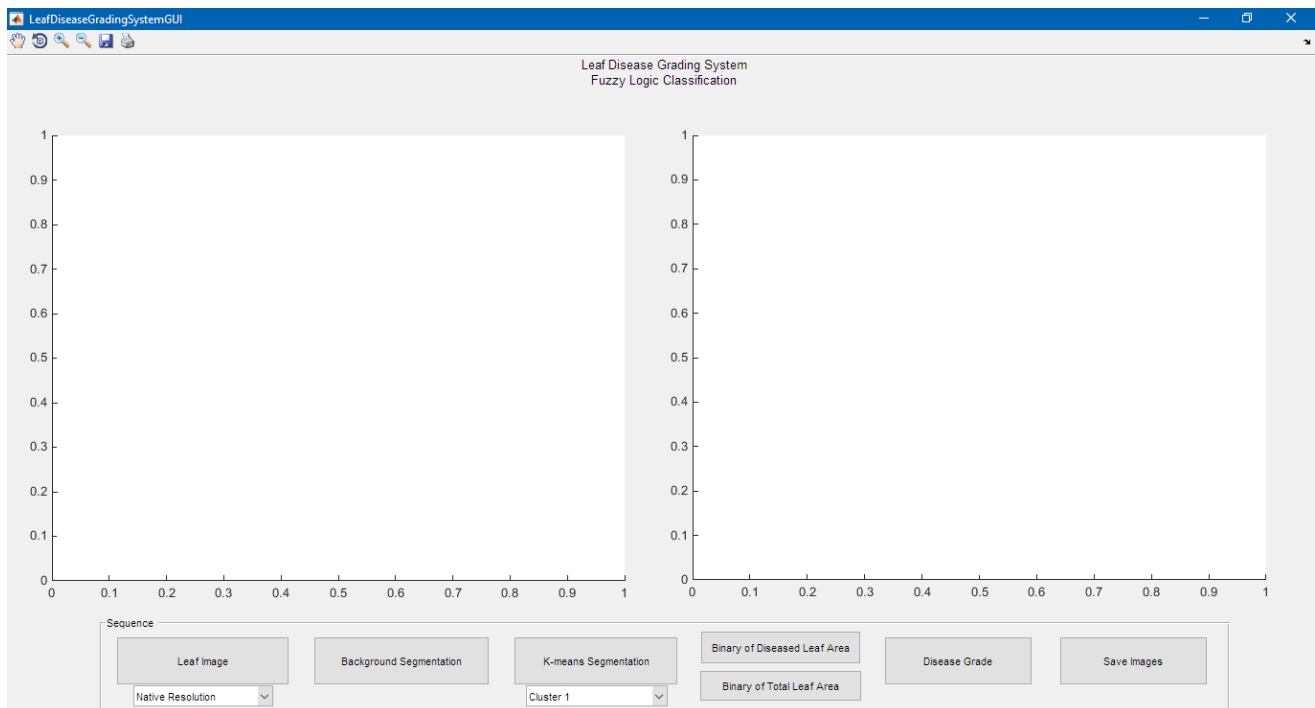 LeafDiseaseGradingSystemGUI
Leaf Disease Grading System
Fuzzy Logic Classification
1
0.9
0.8
0.7
0.6
0.5
0.4
0.3
0.2
0.1
0
0 0.1 0.2 0.3 0.4 0.5 0.6 0.7 0.8 0.9 1
1
0.9
0.8
0.7
0.6
0.5
0.4
0.3
0.2
0.1
0
0 0.1 0.2 0.3 0.4 0.5 0.6 0.7 0.8 0.9 1
Sequence
Leaf Image
Native Resolution
Background Segmentation
K-means Segmentation
Cluster 1
Binary of Diseased Leaf Area
Binary of Total Leaf Area
Disease Grade
Save Images